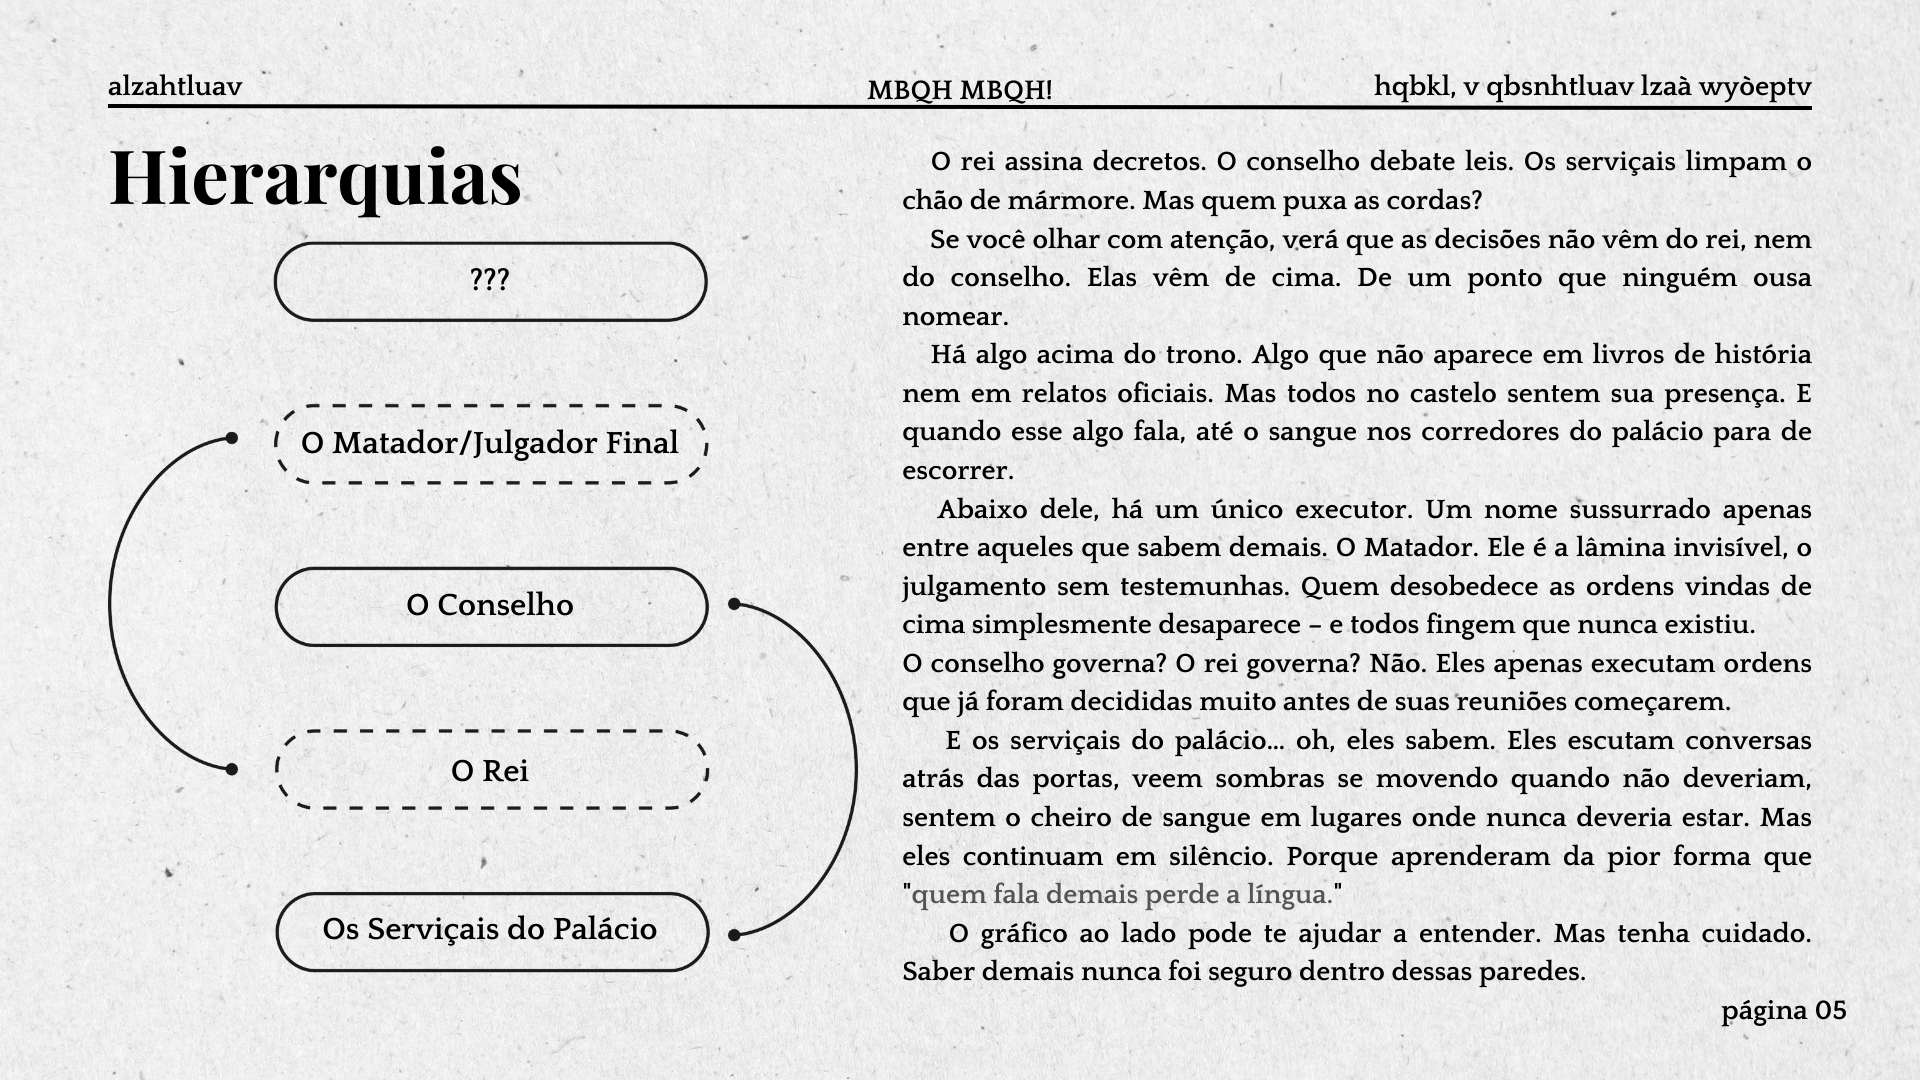 alzahtluav
MBQH MBQH!
hqbkl, v qbsnhtluav lzaà wyòeptv
Hierarquias
???
O Matador/Julgador Final
O Conselho
O Rei
Os Serviçais do Palácio
O rei assina decretos. O conselho debate leis. Os serviçais limpam o
chão de mármore. Mas quem puxa as cordas?
Se você olhar com atenção, verá que as decisões não vêm do rei, nem
do conselho. Elas vêm de cima. De um ponto que ninguém ousa
nomear.
Há algo acima do trono. Algo que não aparece em livros de história
nem em relatos oficiais. Mas todos no castelo sentem sua presença. E
quando esse algo fala, até o sangue nos corredores do palácio para de
escorrer.
Abaixo dele, há um único executor. Um nome sussurrado apenas
entre aqueles que sabem demais. O Matador. Ele é a lâmina invisível, o
julgamento sem testemunhas. Quem desobedece as ordens vindas de
cima simplesmente desaparece – e todos fingem que nunca existiu.
O conselho governa? O rei governa? Não. Eles apenas executam ordens
que já foram decididas muito antes de suas reuniões começarem.
E os serviçais do palácio... oh, eles sabem. Eles escutam conversas
atrás das portas, veem sombras se movendo quando não deveriam,
sentem o cheiro de sangue em lugares onde nunca deveria estar. Mas
eles continuam em silêncio. Porque aprenderam da pior forma que
"quem fala demais perde a língua."
O gráfico ao lado pode te ajudar a entender. Mas tenha cuidado.
Saber demais nunca foi seguro dentro dessas paredes.
página 05